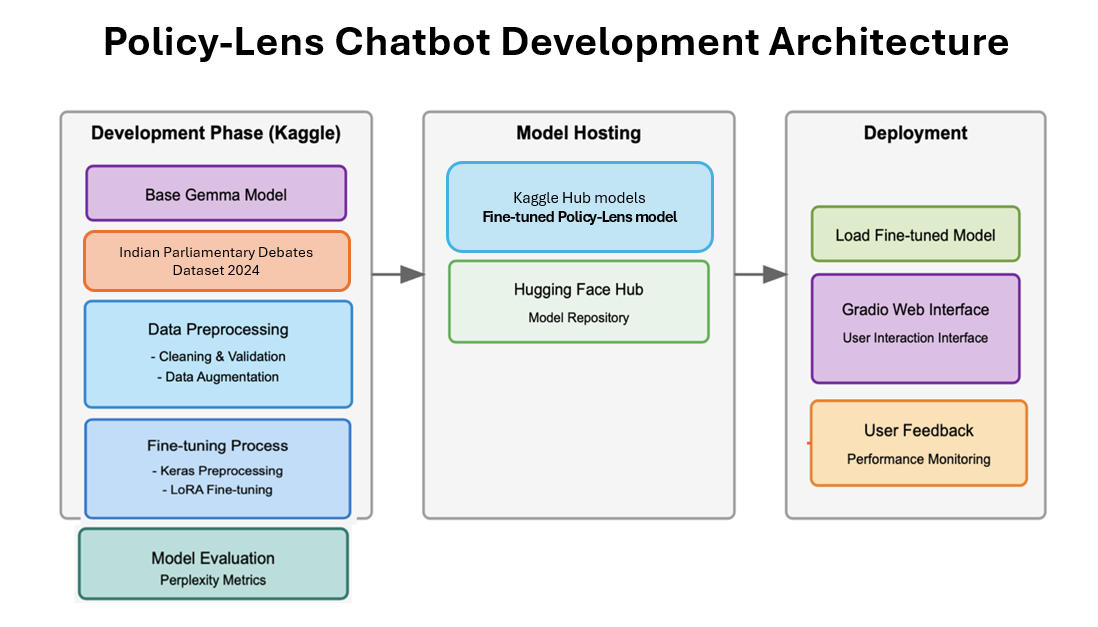 Policy-Lens Chatbot Development Architecture
Development Phase (Kaggle)
Base Gemma Model
Indian Parliamentary Debates
Dataset 2024
Data Preprocessing
- Cleaning & Validation
- Data Augmentation
Fine-tuning Process
- Keras Preprocessing
- LoRA Fine-tuning
Model Evaluation
Perplexity Metrics
Model Hosting
Kaggle Hub models
Fine-tuned Policy-Lens model
Hugging Face Hub
Model Repository
Deployment
Load Fine-tuned Model
Gradio Web Interface
User Interaction Interface
User Feedback
Performance Monitoring